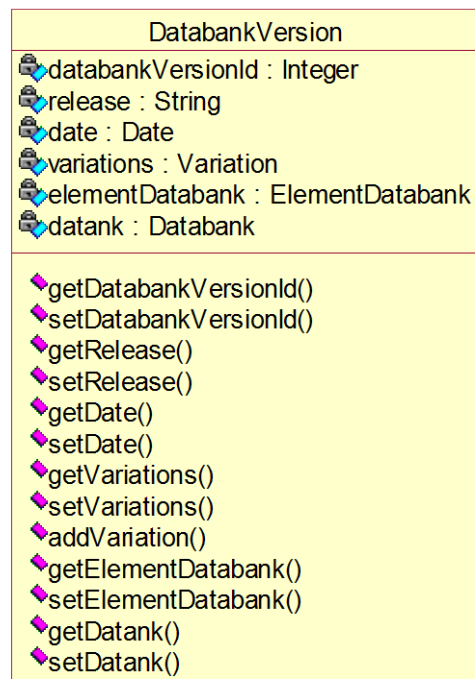 DatabankVersion
databankVersionId : Integer
release : String
date : Date
variations : Variation
elementDatabank : ElementDatabank
datank : Databank
getDatabankVersionId()
setDatabankVersionId()
getRelease()
setRelease()
getDate()
setDate()
getVariations()
setVariations()
addVariation()
getElementDatabank()
setElementDatabank()
getDatank()
setDatank()